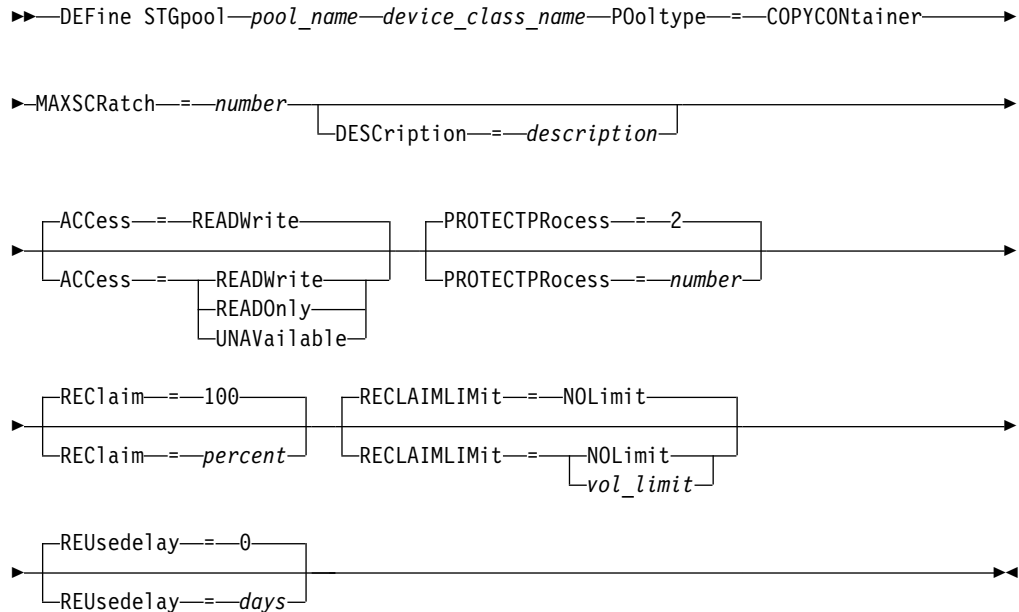 DEFine STGpool pool_name device_class_name POoltype = COPYCONtainer
MAXSCRatch = number
DESCription = description
ACCess = READWrite PROTECTPRocess = 2
ACCess = READWrite PROTECTPRocess = number
READOnly
UNAVailable
REClaim = 100 RECLAIMLIMit = NOLimit
REClaim = percent RECLAIMLIMit = NOLimit
vol_limit
REUsedelay = 0
REUsedelay = days